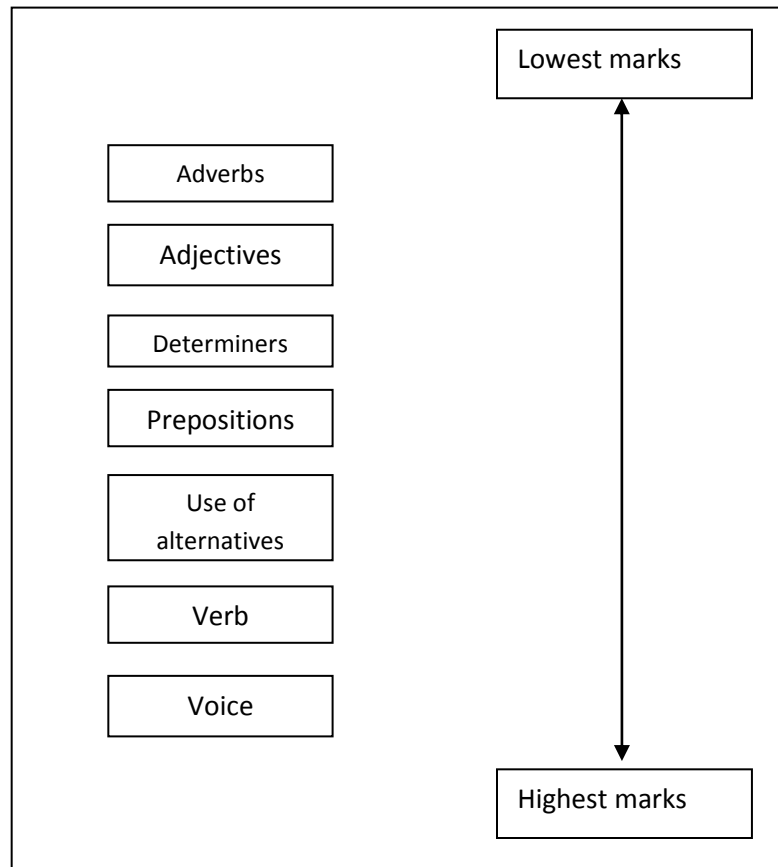 Lowest marks
Adverbs
Adjectives
Determiners
Prepositions
Use of
alternatives
Verb
Voice
Highest marks